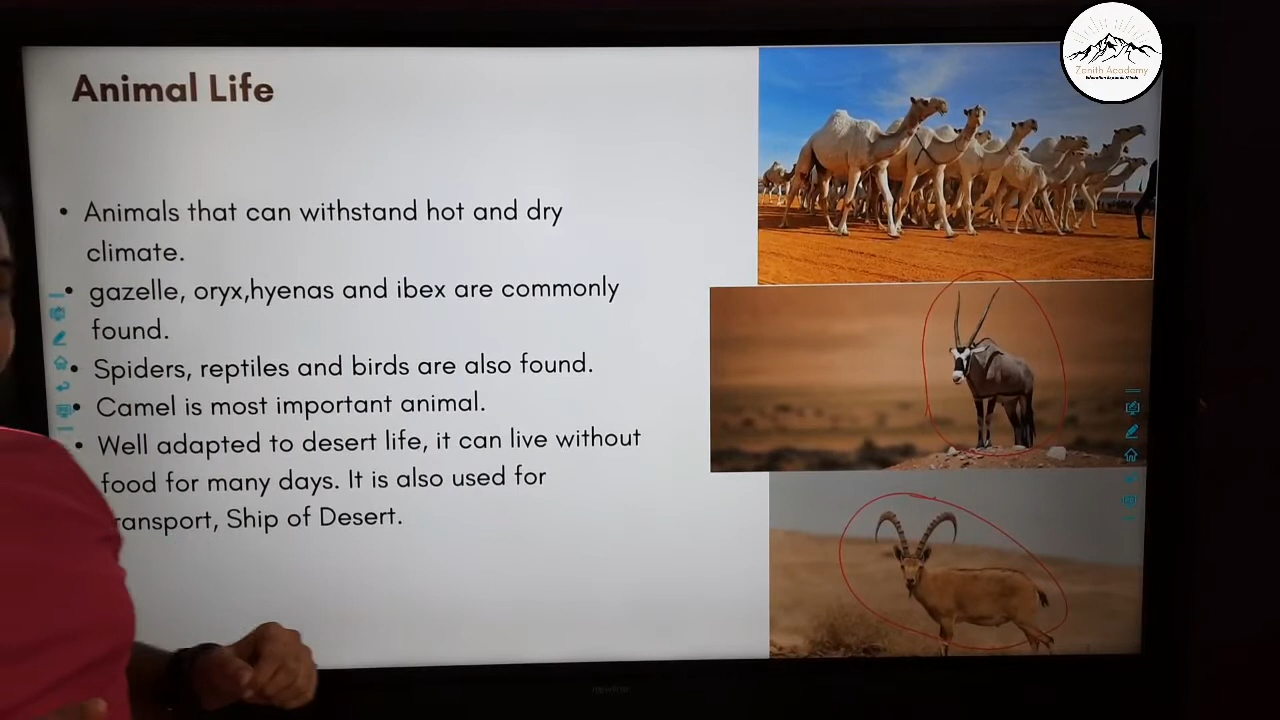 Animal Life
Animals that can withstand hot and dry
climate.
gazelle, oryx,hyenas and ibex are commonly
found.
Spiders, reptiles and birds are also found.
Camel is most important animal.
Well adapted to desert life, it can live without
food for many days. It is also used for
ransport, Ship of Desert.
Zenith Academy